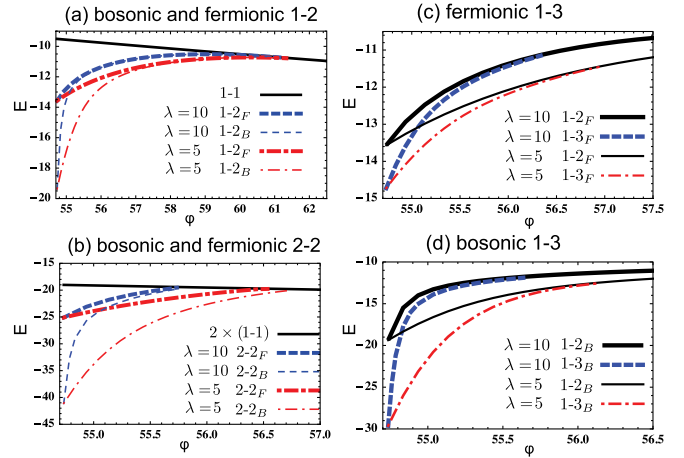 (a) bosonic and fermionic 1-2
E
−10
−12
−14
−16
−18
−20
1-1
λ = 10 1-2F
λ = 10 1-2B
λ = 5 1-2F
λ = 5 1-2B
55 56 57 58 59 60 61 62
φ
(b) bosonic and fermionic 2-2
E
−15
−20
−25
−30
−35
−40
−45
2 × (1-1)
λ = 10 2-2F
λ = 10 2-2B
λ = 5 2-2F
λ = 5 2-2B
55.0 55.5 56.0 56.5 57.0
φ
(c) fermionic 1-3
E
−11
−12
−13
−14
−15
λ = 10 1-2F
λ = 10 1-3F
λ = 5 1-2F
λ = 5 1-3F
55.0 55.5 56.0 56.5 57.0 57.5
φ
(d) bosonic 1-3
E
−10
−15
−20
−25
−30
λ = 10 1-2B
λ = 10 1-3B
λ = 5 1-2B
λ = 5 1-3B
55.0 55.5 56.0 56.5
φ